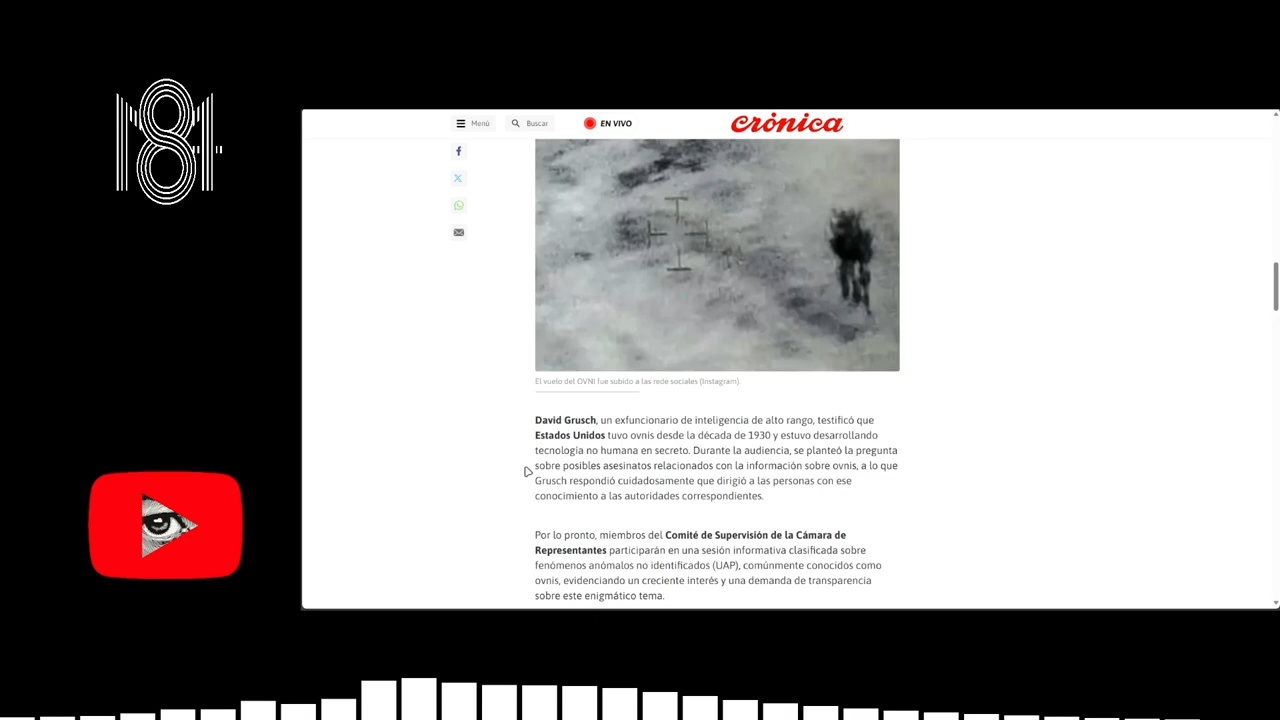 181
Menú
Buscar
EN VIVO
crónica
El vuelo del OVNI fue subido a las rede sociales (Instagram).
David Grusch, un exfuncionario de inteligencia de alto rango, testificó que
Estados Unidos tuvo ovnis desde la década de 1930 y estuvo desarrollando
tecnología no humana en secreto. Durante la audiencia, se planteó la pregunta
sobre posibles asesinatos relacionados con la información sobre ovnis, a lo que
Grusch respondió cuidadosamente que dirigió a las personas con ese
conocimiento a las autoridades correspondientes.
Por lo pronto, miembros del Comité de Supervisión de la Cámara de
Representantes participarán en una sesión informativa clasificada sobre
fenómenos anómalos no identificados (UAP), comúnmente conocidos como
ovnis, evidenciando un creciente interés y una demanda de transparencia
sobre este enigmático tema.